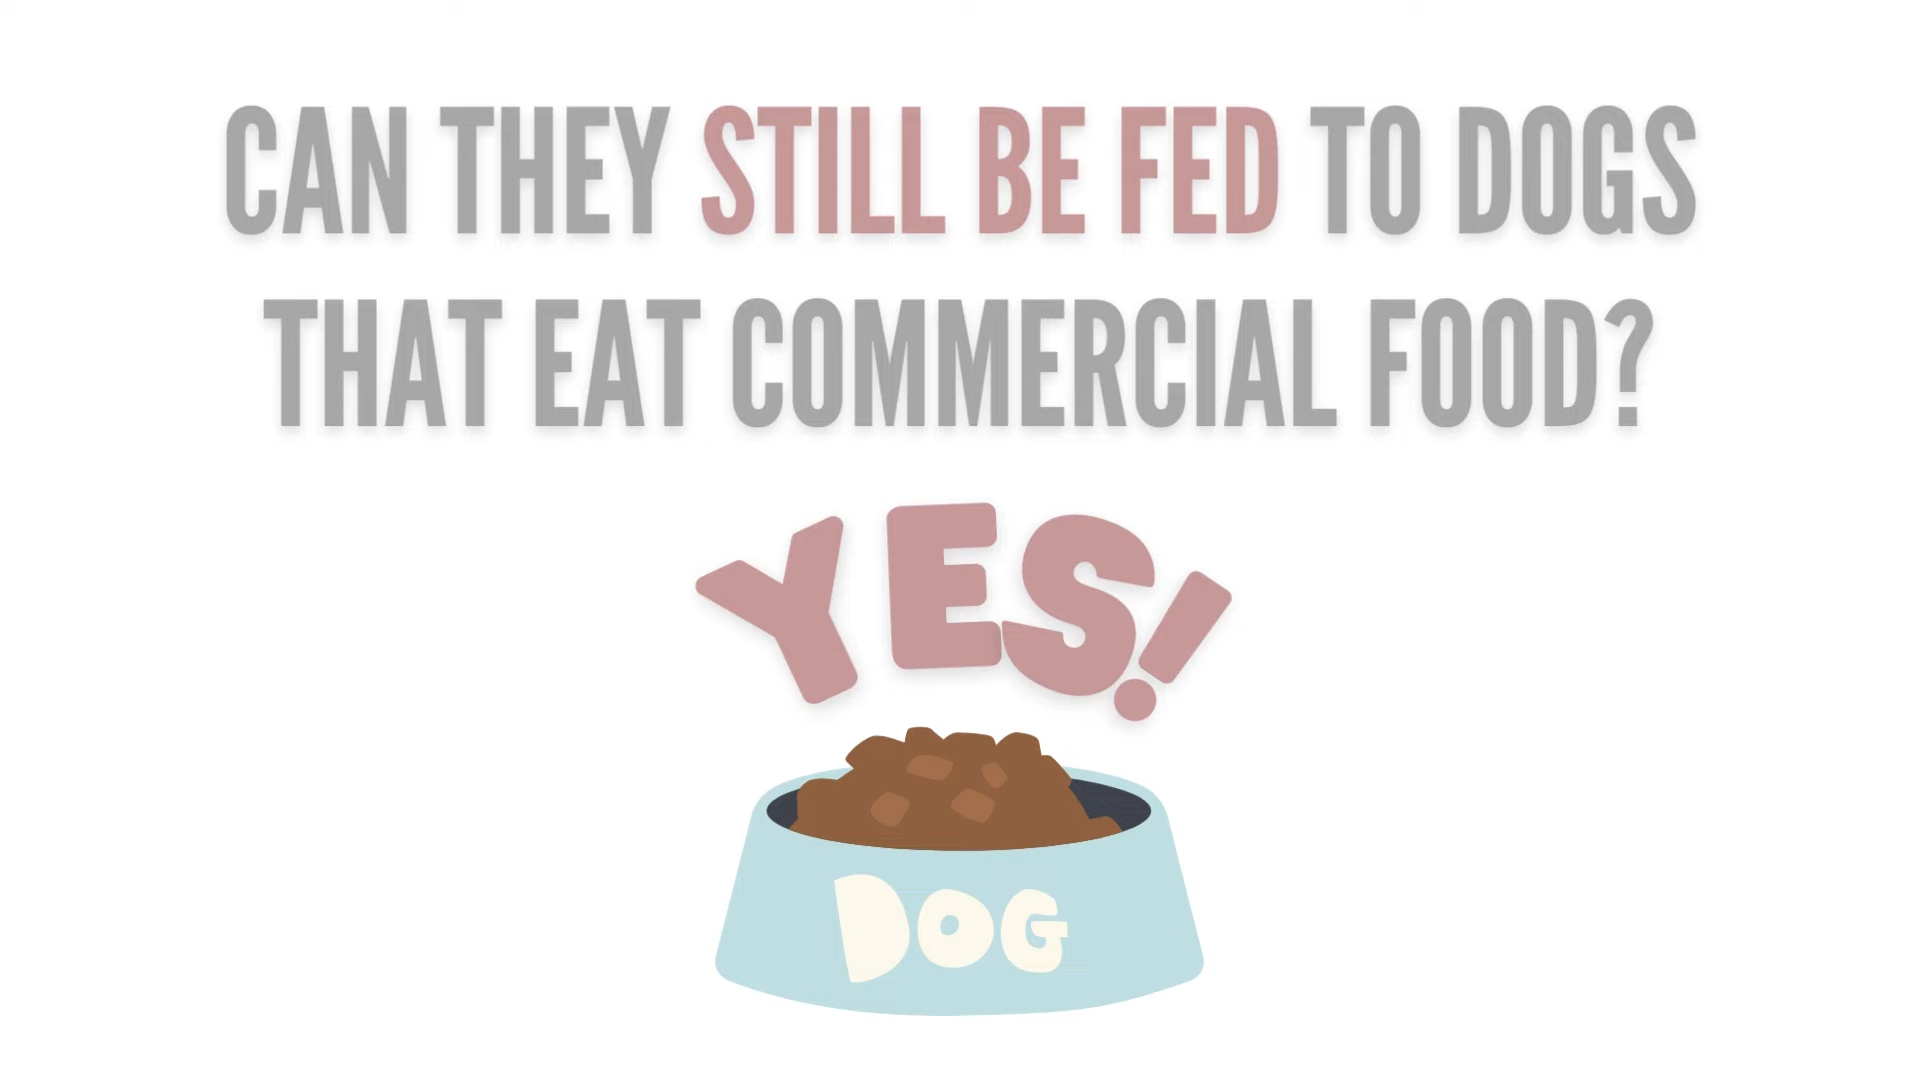 CAN THEY STILL BE FED TO DOGS
THAT EAT COMMERCIAL FOOD?
YES!
DOG